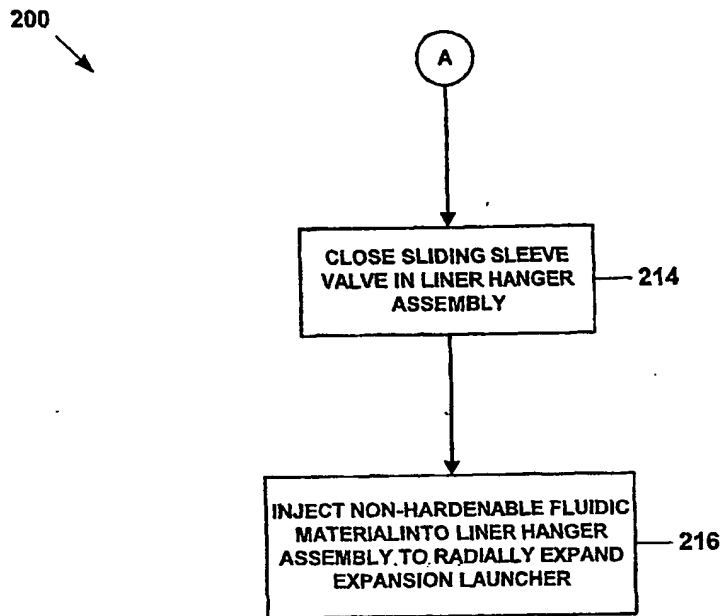 200
A
CLOSE SLIDING SLEEVE
VALVE IN LINER HANGER
ASSEMBLY
214
INJECT NON-HARDENABLE FLUIDIC
MATERIALINTO LINER HANGER
ASSEMBLY TO RADIALLY EXPAND
EXPANSION LAUNCHER
216